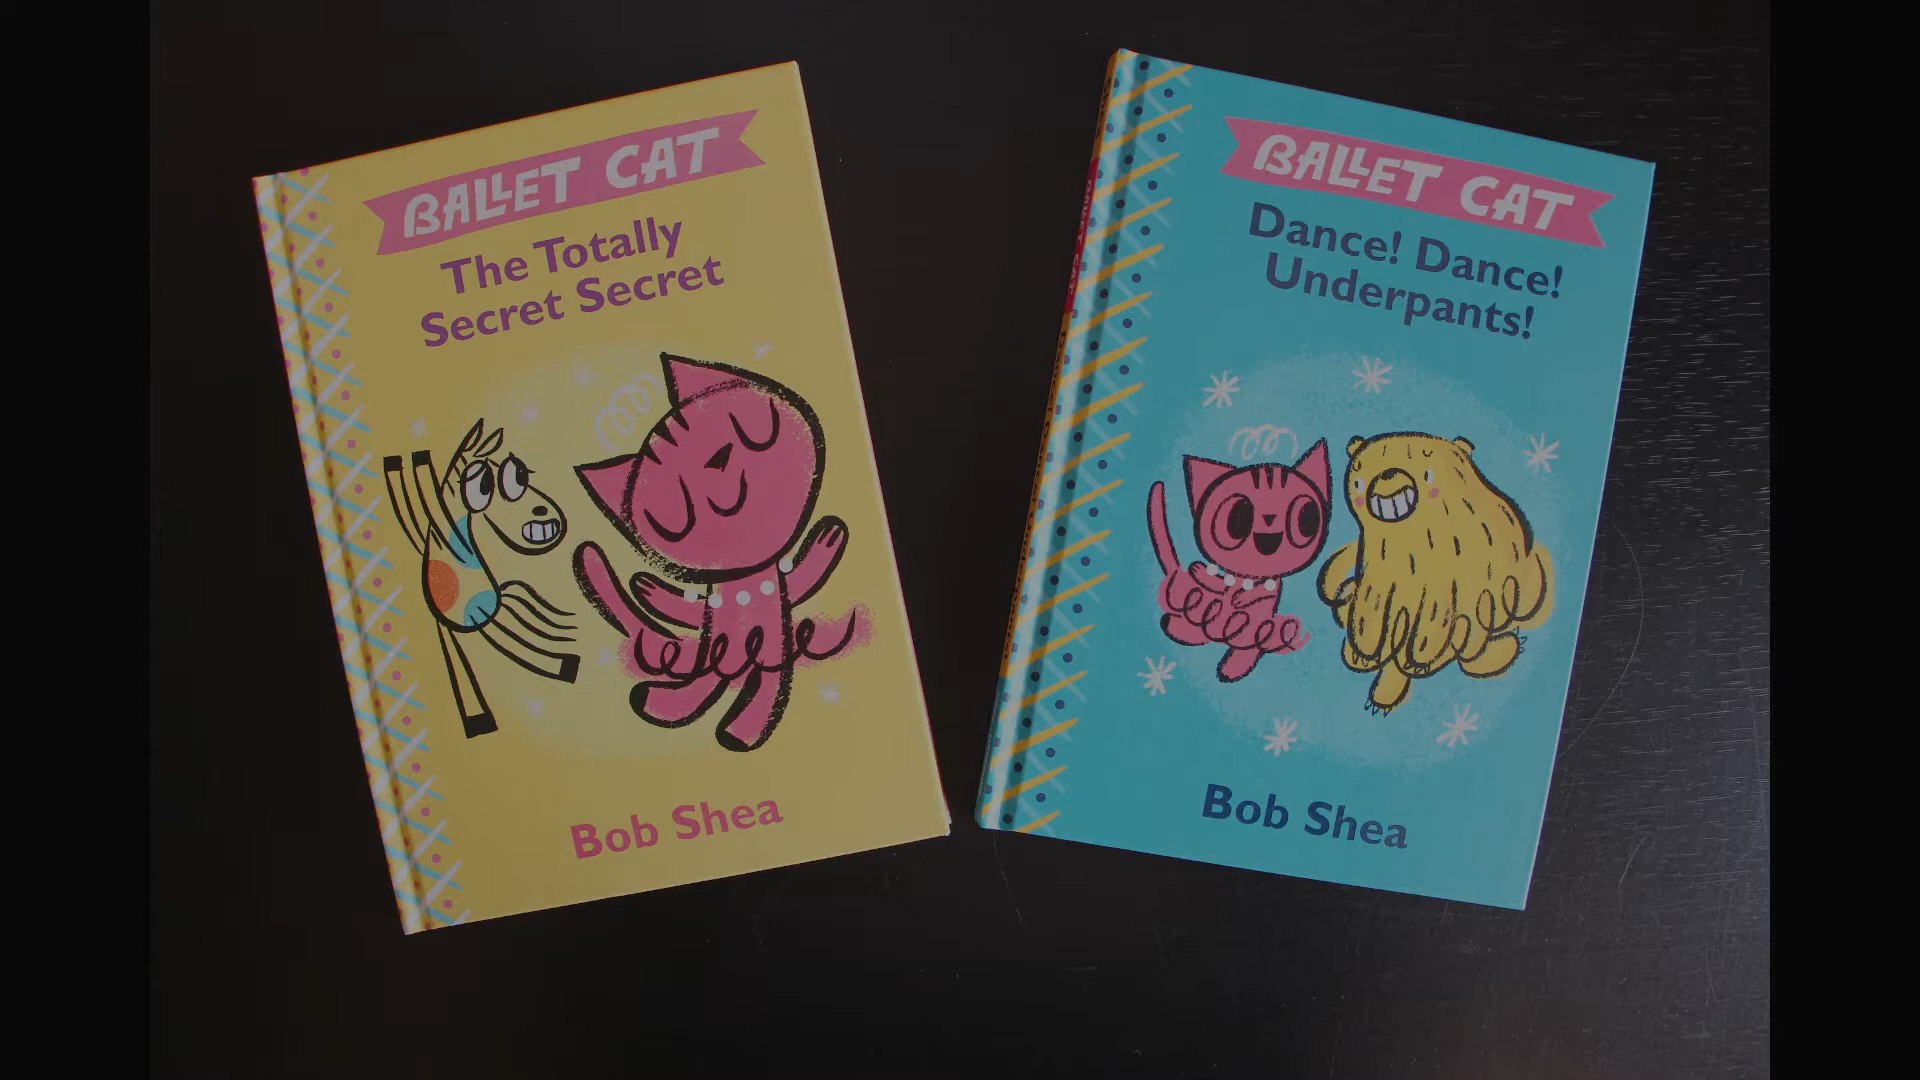 BALLET CAT
The Totally
Secret Secret
Bob Shea
BALLET CAT
Dance! Dance!
Underpants!
Bob Shea